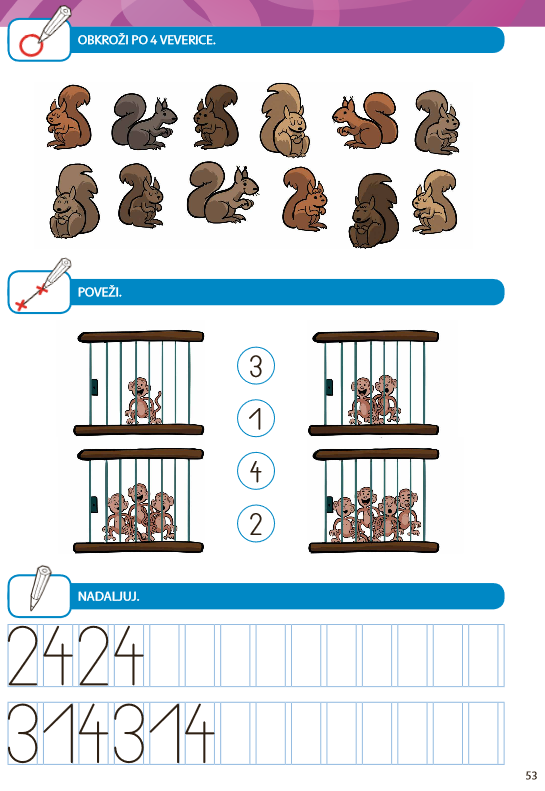 OBKROŽI PO 4 VEVERICE.
POVEŽI.
3
1
4
2
NADALJUJ.
2424
314314
53